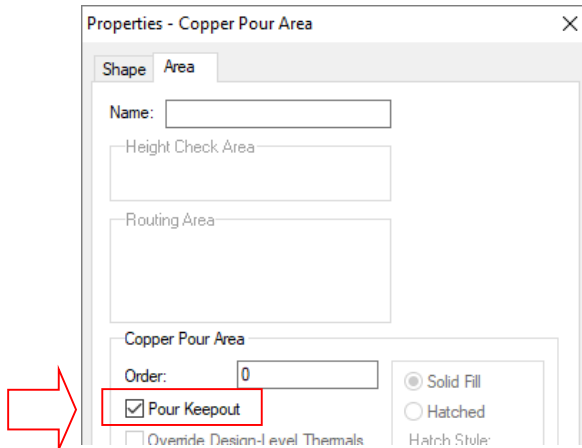 Properties - Copper Pour Area
Shape Area
Name:
Height Check Area
Routing Area
Copper Pour Area
Order: 0
Solid Fill
Pour Keepout
Hatched
Override Design-Level Thermals
Hatch Style: